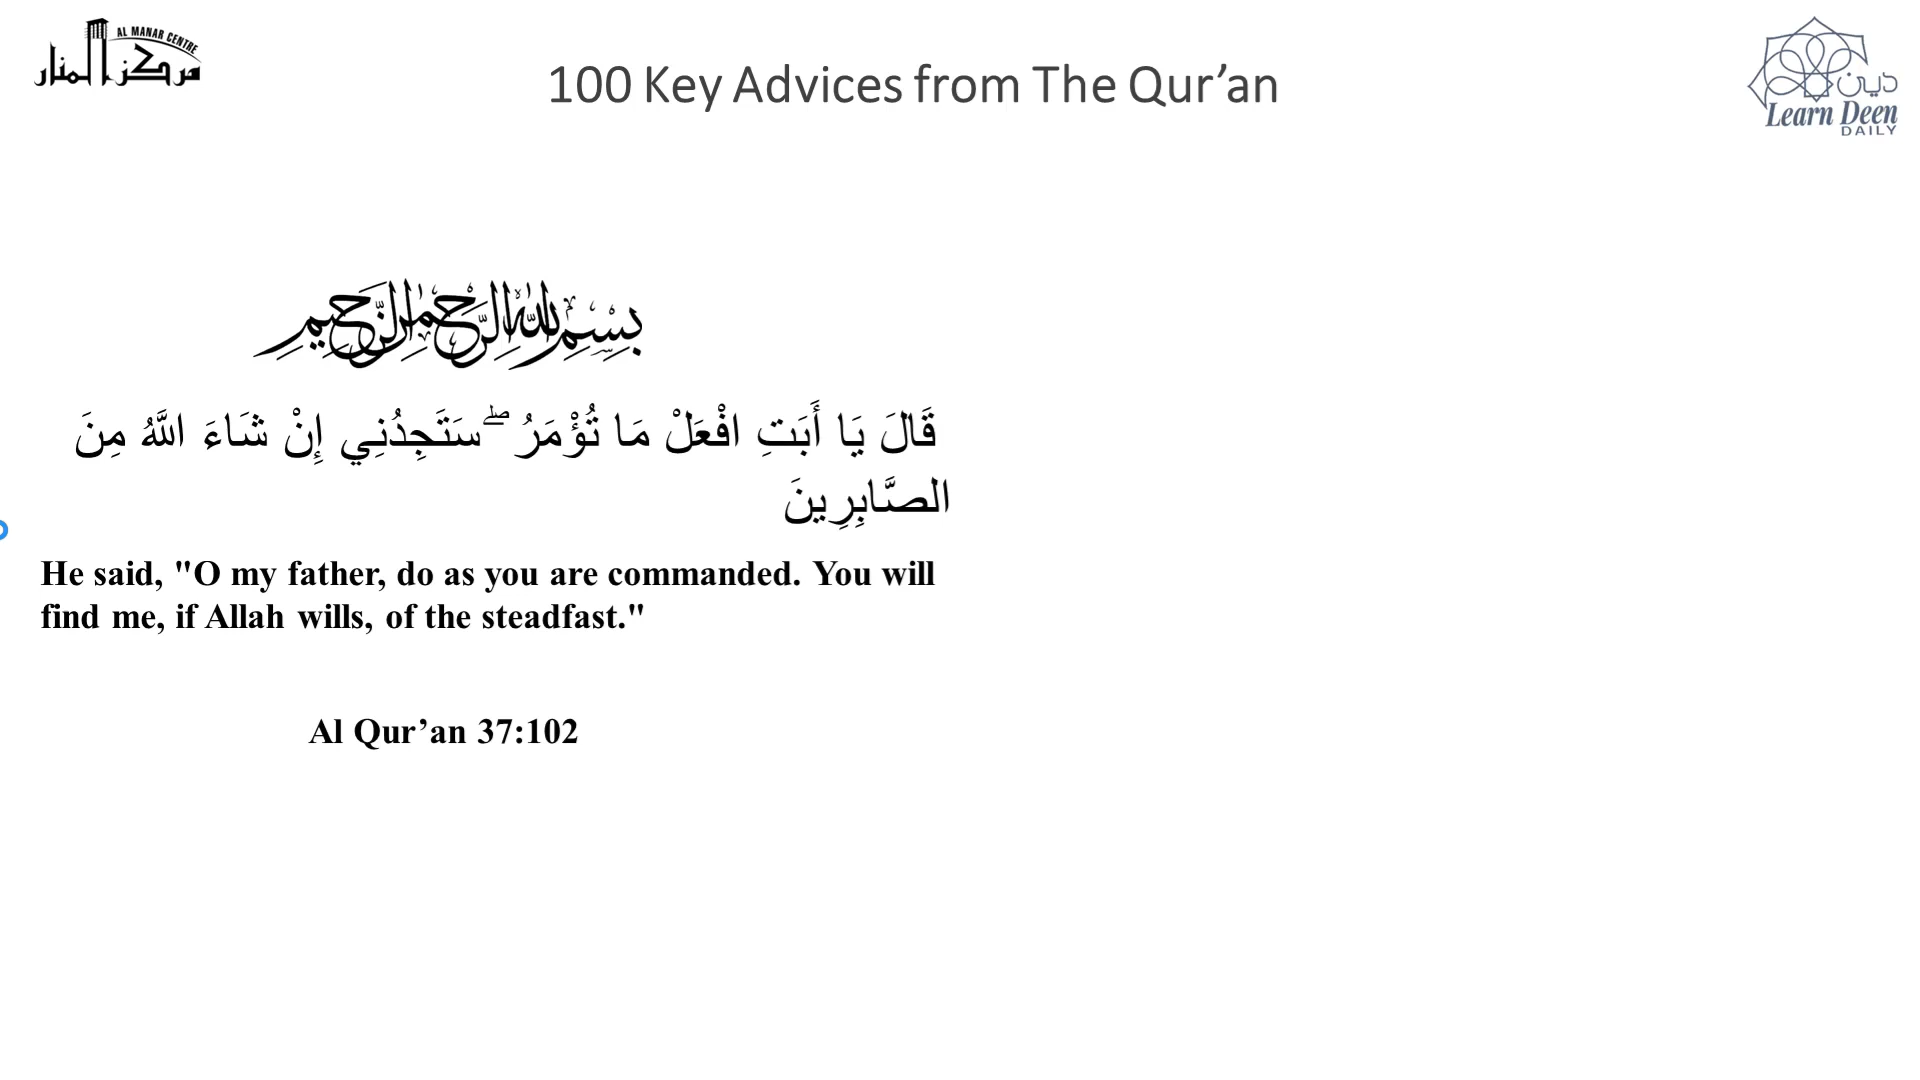 AL MANAR CENTRE
مركز المنار
100 Key Advices from The Qur’an
دين
Learn Deen
DAILY
بِسْمِ اللَّهِ الرَّحْمَٰنِ الرَّحِيمِ
قَالَ يَا أَبَتِ افْعَلْ مَا تُؤْمَرُ ۖ سَتَجِدُنِي إِنْ شَاءَ اللَّهُ مِنَ
الصَّابِرِينَ
He said, "O my father, do as you are commanded. You will
find me, if Allah wills, of the steadfast."
Al Qur’an 37:102